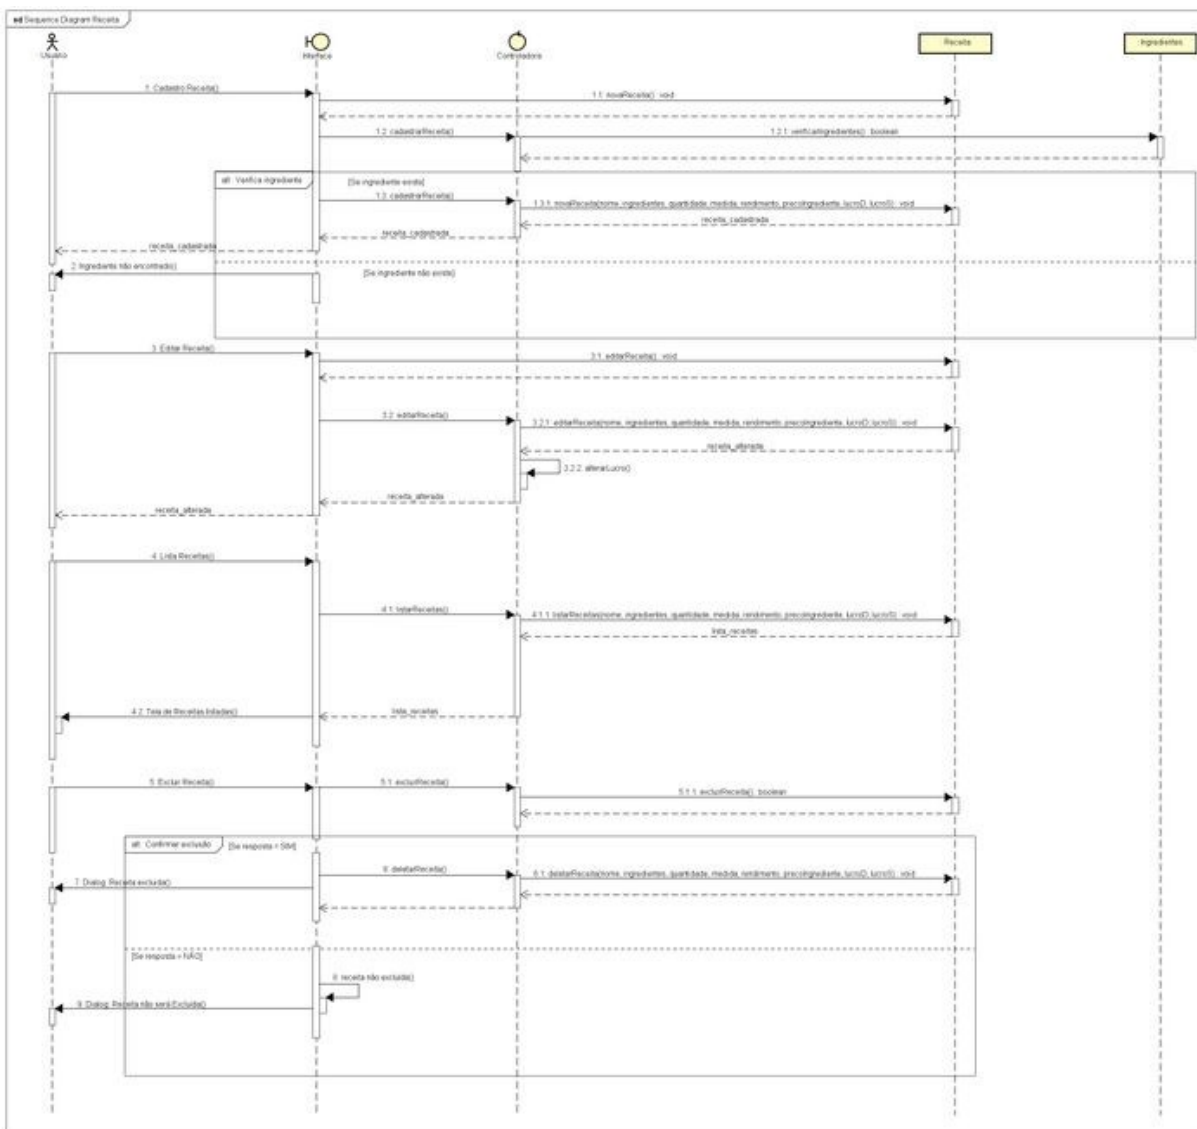 sd Sequence Diagram Receita
Usuário
Interface
Controladora
Receita
Ingredientes
1: Cadastro Receita()
1.1: novaReceita() : void
1.2: cadastrarReceita()
1.2.1: verificaIngredientes() : boolean
alt : Verifica ingrediente
[Se ingrediente existe]
1.3: cadastrarReceita()
1.3.1: novaReceita(nome, ingredientes, quantidade, medida, rendimento, precoIngrediente, lucroD, lucroS) : void
receita_cadastrada
receita_cadastrada
receita_cadastrada
2: Ingrediente não encontrado()
[Se ingrediente não existe]
3: Editar Receita()
3.1: editarReceita() : void
3.2: editarReceita()
3.2.1: editarReceita(nome, ingredientes, quantidade, medida, rendimento, precoIngrediente, lucroD, lucroS) : void
receita_alterada
3.2.2: alterarLucro()
receita_alterada
receita_alterada
4: Lista Receitas()
4.1: listarReceitas()
4.1.1: listarReceitas(nome, ingredientes, quantidade, medida, rendimento, precoIngrediente, lucroD, lucroS) : void
lista_receitas
4.2: Tela de Receitas listadas()
lista_receitas
5: Excluir Receita()
5.1: excluirReceita()
5.1.1: excluirReceita() : boolean
alt : Confirmar exclusão
[Se resposta = SIM]
6: deletarReceita()
6.1: deletarReceita(nome, ingredientes, quantidade, medida, rendimento, precoIngrediente, lucroD, lucroS) : void
7: Dialog: Receita excluida()
[Se resposta = NÃO]
8: receita não excluida()
9: Dialog: Receita não será Excluida()